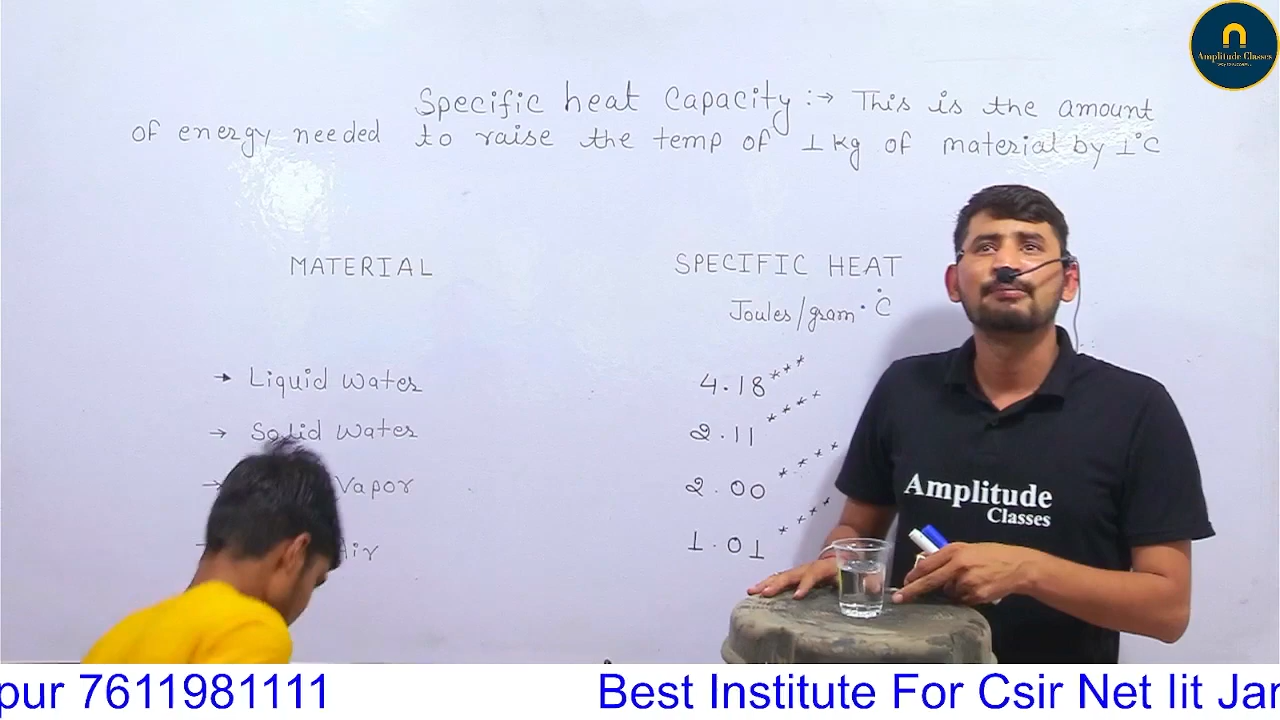 Amplitude Classes
Specific heat capacity :→ This is the amount
of energy needed to raise the temp of 1 kg of material by 1°C
MATERIAL SPECIFIC HEAT
Joules/gram·°C
→ Liquid Water 4.18***
→ Solid Water 2.11****
→ Vapor 2.00****
Air 1.01****
Amplitude
Classes
pur 7611981111 Best Institute For Csir Net Iit Jar